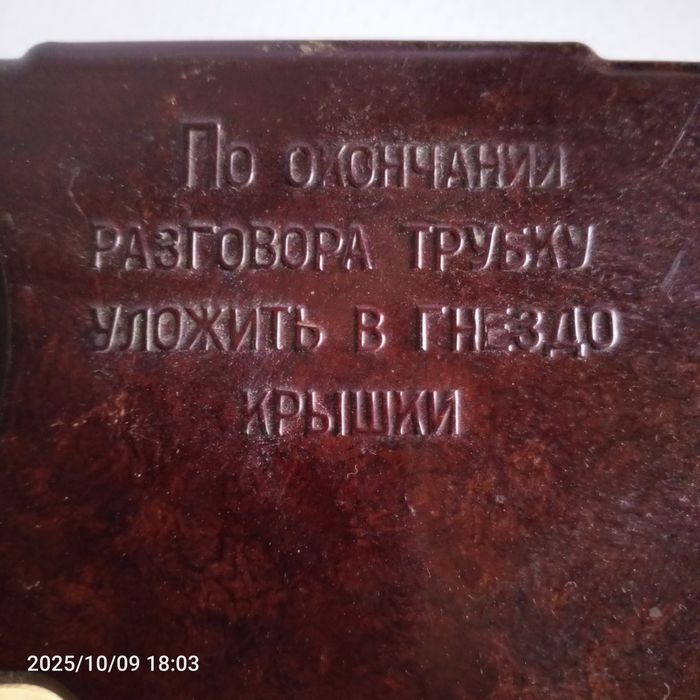 По ОКОНЧАНИИ
РАЗГОВОРА ТРУБКУ
УЛОЖИТЬ В ГНЕЗДО
КРЫШКИ
2025/10/09 18:03